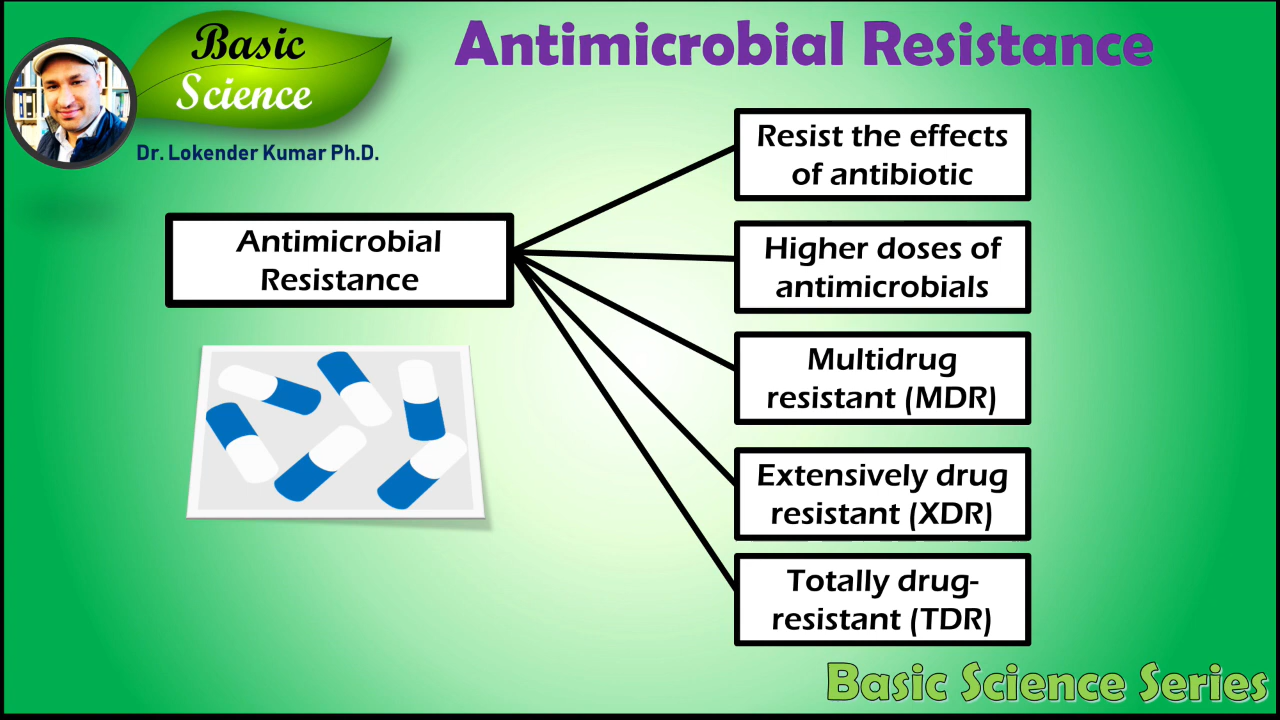 Basic
Science
Dr. Lokender Kumar Ph.D.
Antimicrobial Resistance
Antimicrobial
Resistance
Resist the effects
of antibiotic
Higher doses of
antimicrobials
Multidrug
resistant (MDR)
Extensively drug
resistant (XDR)
Totally drug-
resistant (TDR)
Basic Science Series